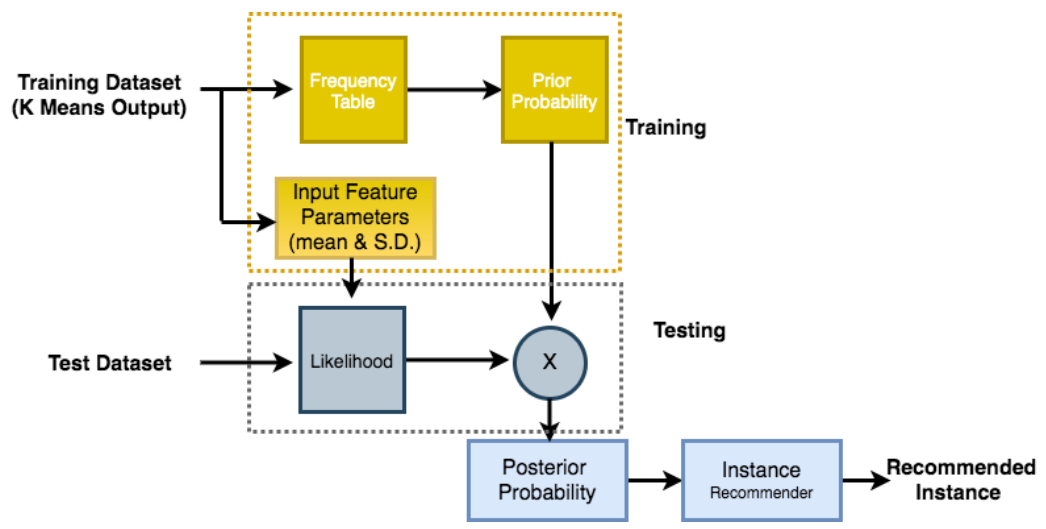 Training Dataset
(K Means Output)
Frequency
Table
Prior
Probability
Training
Input Feature
Parameters
(mean & S.D.)
Test Dataset
Likelihood
X
Testing
Posterior
Probability
Instance
Recommender
Recommended
Instance